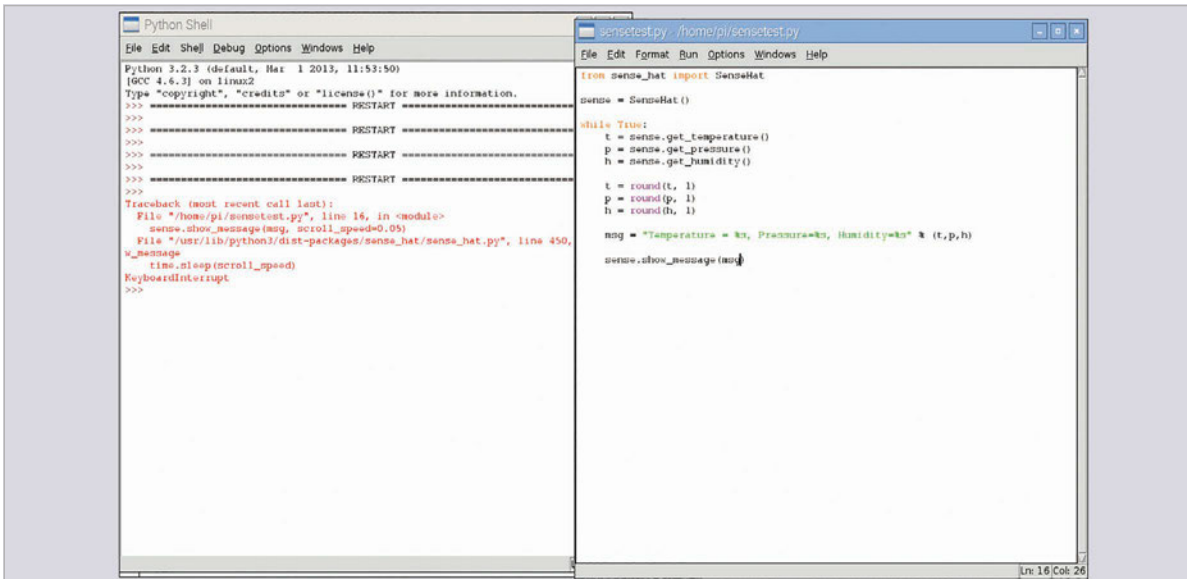 Python Shell
File Edit Shell Debug Options Windows Help
Python 3.2.3 (default, Mar 1 2013, 11:53:50)
[GCC 4.6.3] on linux2
Type "copyright", "credits" or "license()" for more information.
>>> ================================ RESTART ================================
>>>
>>> ================================ RESTART ================================
>>>
>>> ================================ RESTART ================================
>>>
>>> ================================ RESTART ================================
>>>
Traceback (most recent call last):
  File "/home/pi/sensetest.py", line 16, in <module>
    sense.show_message(msg, scroll_speed=0.05)
  File "/usr/lib/python3/dist-packages/sense_hat/sense_hat.py", line 450,
w_message
    time.sleep(scroll_speed)
KeyboardInterrupt
>>>
sensetest.py - /home/pi/sensetest.py
File Edit Format Run Options Windows Help
from sense_hat import SenseHat
sense = SenseHat()
while True:
    t = sense.get_temperature()
    p = sense.get_pressure()
    h = sense.get_humidity()
    t = round(t, 1)
    p = round(p, 1)
    h = round(h, 1)
    msg = "Temperature = %s, Pressure=%s, Humidity=%s" % (t,p,h)
    sense.show_message(msg)
Ln: 16 Col: 26